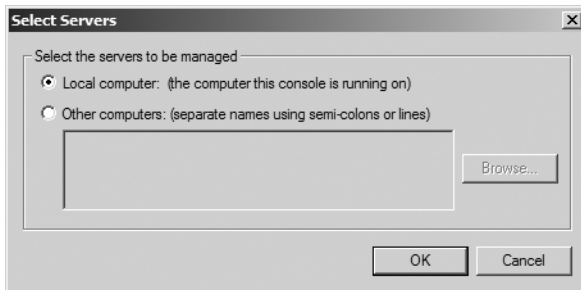 Select Servers
Select the servers to be managed
Local computer: (the computer this console is running on)
Other computers: (separate names using semi-colons or lines)
Browse...
OK
Cancel